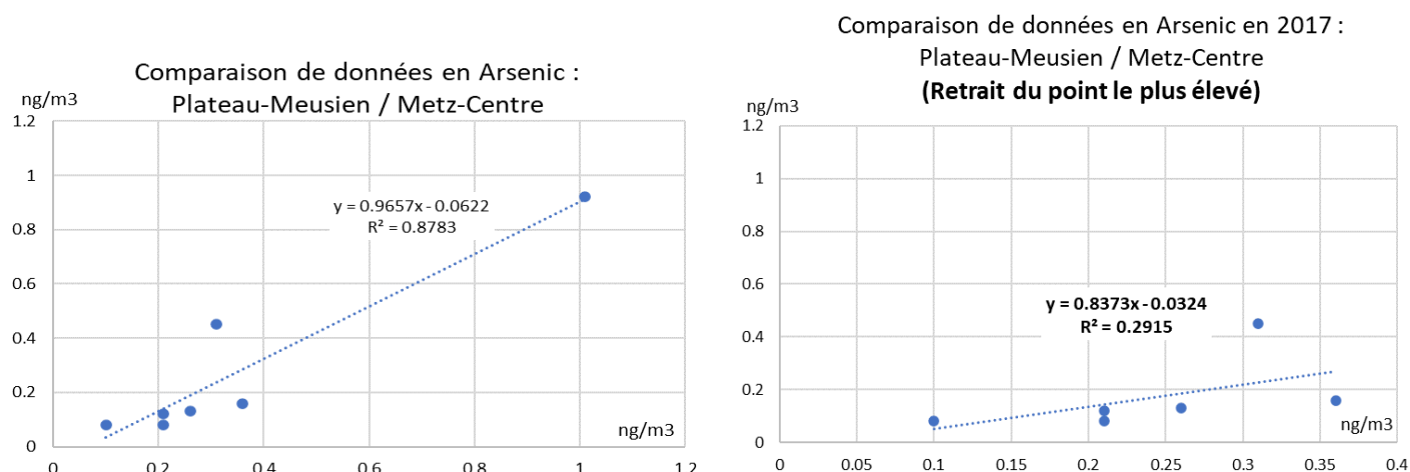 Comparaison de données en Arsenic :
Plateau-Meusien / Metz-Centre
ng/m3
1.2
1
0.8
0.6
0.4
0.2
0
y = 0.9657x - 0.0622
R² = 0.8783
ng/m3
0
0.2
0.4
0.6
0.8
1
1.2
Comparaison de données en Arsenic en 2017 :
Plateau-Meusien / Metz-Centre
(Retrait du point le plus élevé)
ng/m3
1.2
1
0.8
0.6
0.4
0.2
0
y = 0.8373x - 0.0324
R² = 0.2915
ng/m3
0
0.05
0.1
0.15
0.2
0.25
0.3
0.35
0.4